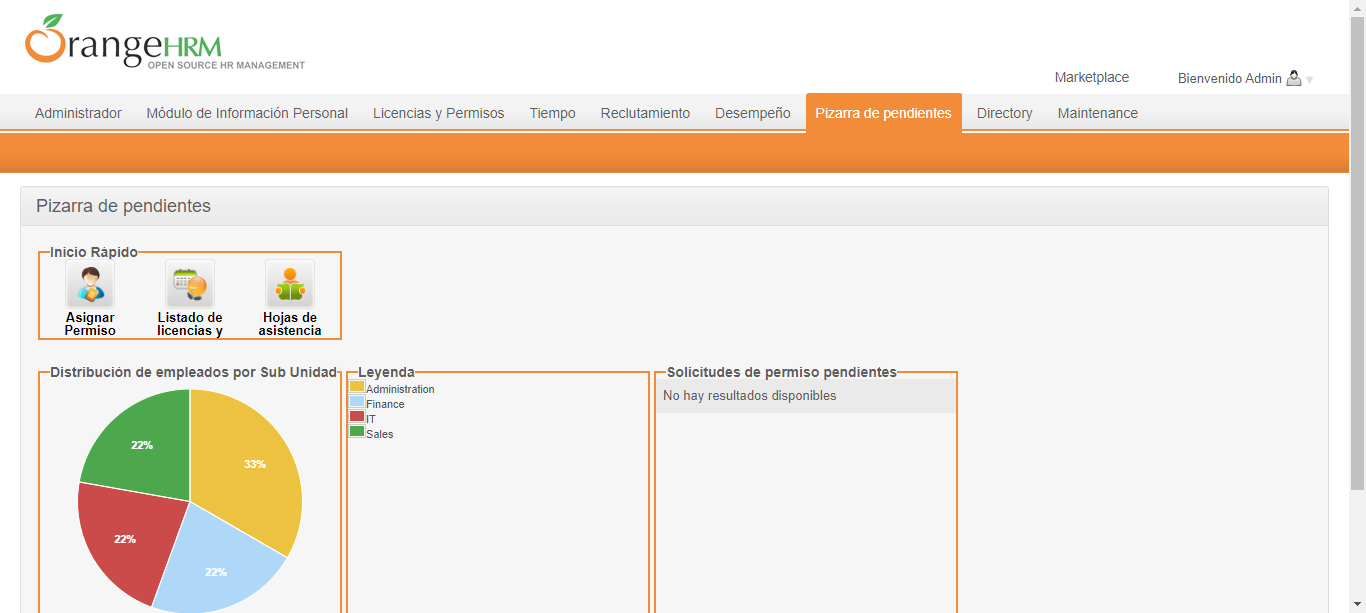 OrangeHRM
OPEN SOURCE HR MANAGEMENT
Marketplace
Bienvenido Admin
Administrador
Módulo de Información Personal
Licencias y Permisos
Tiempo
Reclutamiento
Desempeño
Pizarra de pendientes
Directory
Maintenance
Pizarra de pendientes
Inicio Rápido
Asignar
Permiso
Listado de
licencias y
Hojas de
asistencia
Distribución de empleados por Sub Unidad
22%
33%
22%
22%
Leyenda
Administration
Finance
IT
Sales
Solicitudes de permiso pendientes
No hay resultados disponibles